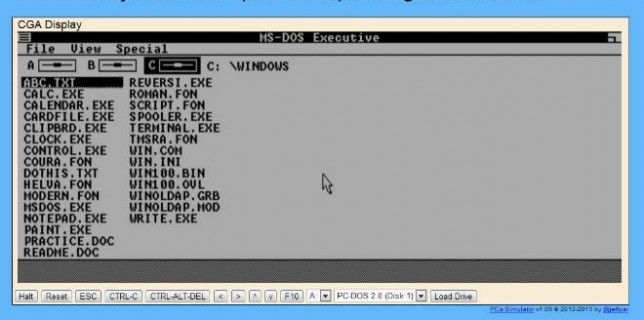 CGA Display
MS-DOS Executive
File View Special
A B C C: \WINDOWS
ABC.TXT REVERSI.EXE
CALC.EXE ROMAN.FON
CALENDAR.EXE SCRIPT.FON
CARDFILE.EXE SPOOLER.EXE
CLIPBRD.EXE TERMINAL.EXE
CLOCK.EXE TMSRA.FON
CONTROL.EXE WIN.COM
COURA.FON WIN.INI
DOTHIS.TXT WIN100.BIN
HELVA.FON WIN100.OVL
MODERN.FON WINOLDAP.GRB
MSDOS.EXE WINOLDAP.MOD
NOTEPAD.EXE WRITE.EXE
PAINT.EXE
PRACTICE.DOC
README.DOC
Halt Reset ESC CTRL-C CTRL-ALT-DEL < > ^ v F10 A: PC-DOS 2.0 (Disk 1) Load Drive
PCjs Simulator v1.09 © 2012-2013 by @jeffpar